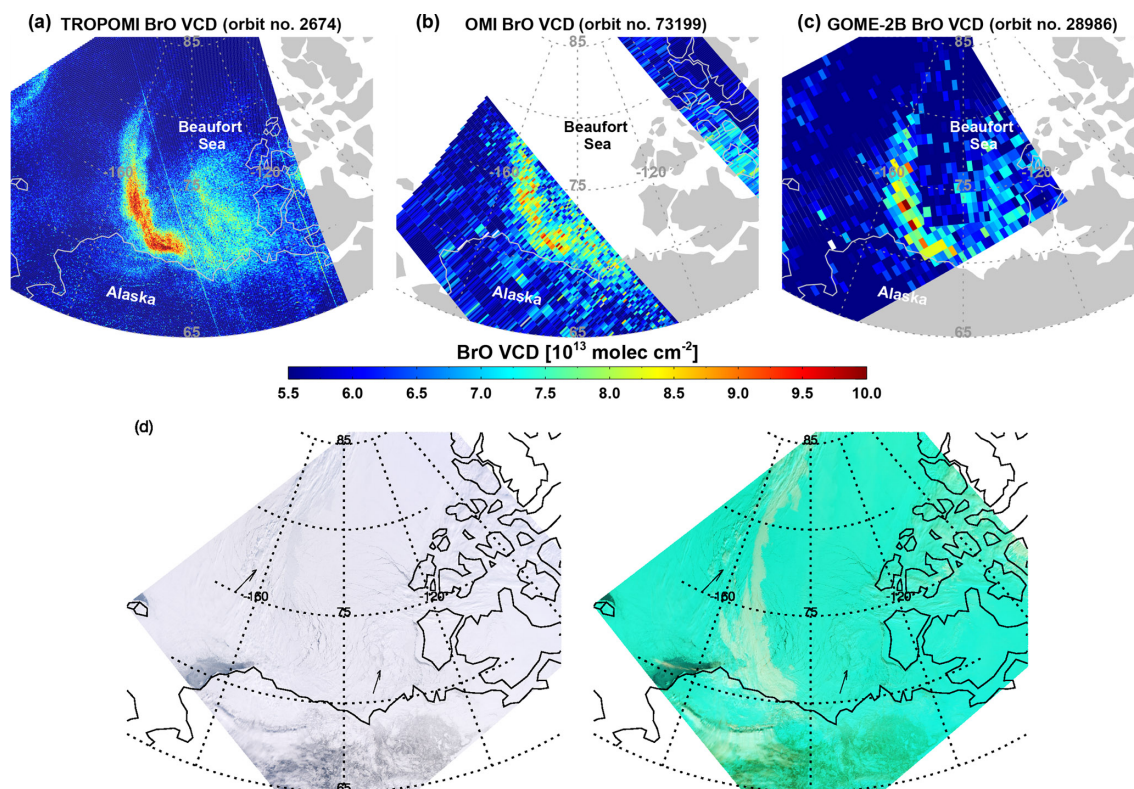 (a) TROPOMI BrO VCD (orbit no. 2674)
85
Beaufort
Sea
-160
-120
75
Alaska
65
(b) OMI BrO VCD (orbit no. 73199)
85
Beaufort
Sea
-160
-120
75
Alaska
65
(c) GOME-2B BrO VCD (orbit no. 28986)
85
Beaufort
Sea
-160
-120
75
Alaska
65
BrO VCD [10¹³ molec cm⁻²]
5.5 6.0 6.5 7.0 7.5 8.0 8.5 9.0 9.5 10.0
(d)
85
-160
-120
75
65
85
-160
-120
75